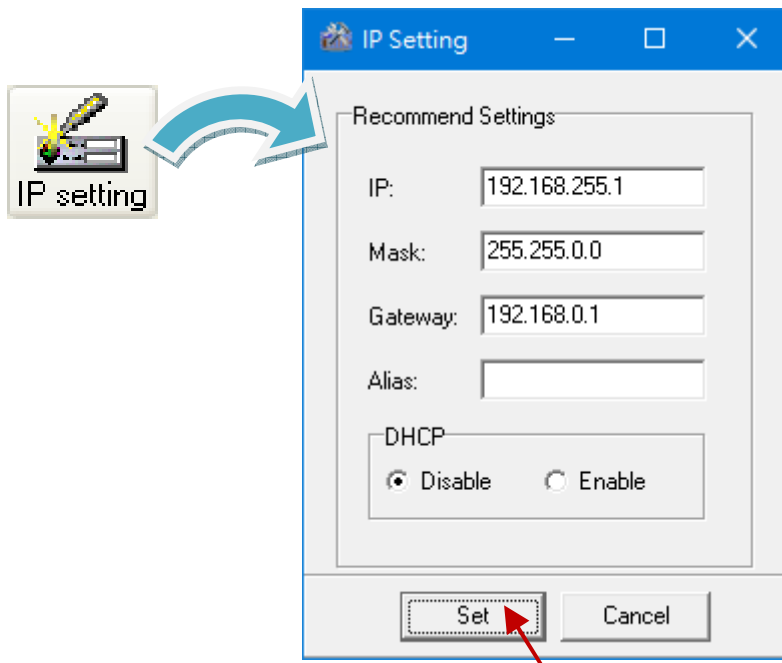 IP setting
IP Setting
Recommend Settings
IP: 192.168.255.1
Mask: 255.255.0.0
Gateway: 192.168.0.1
Alias:
DHCP
Disable Enable
Set Cancel